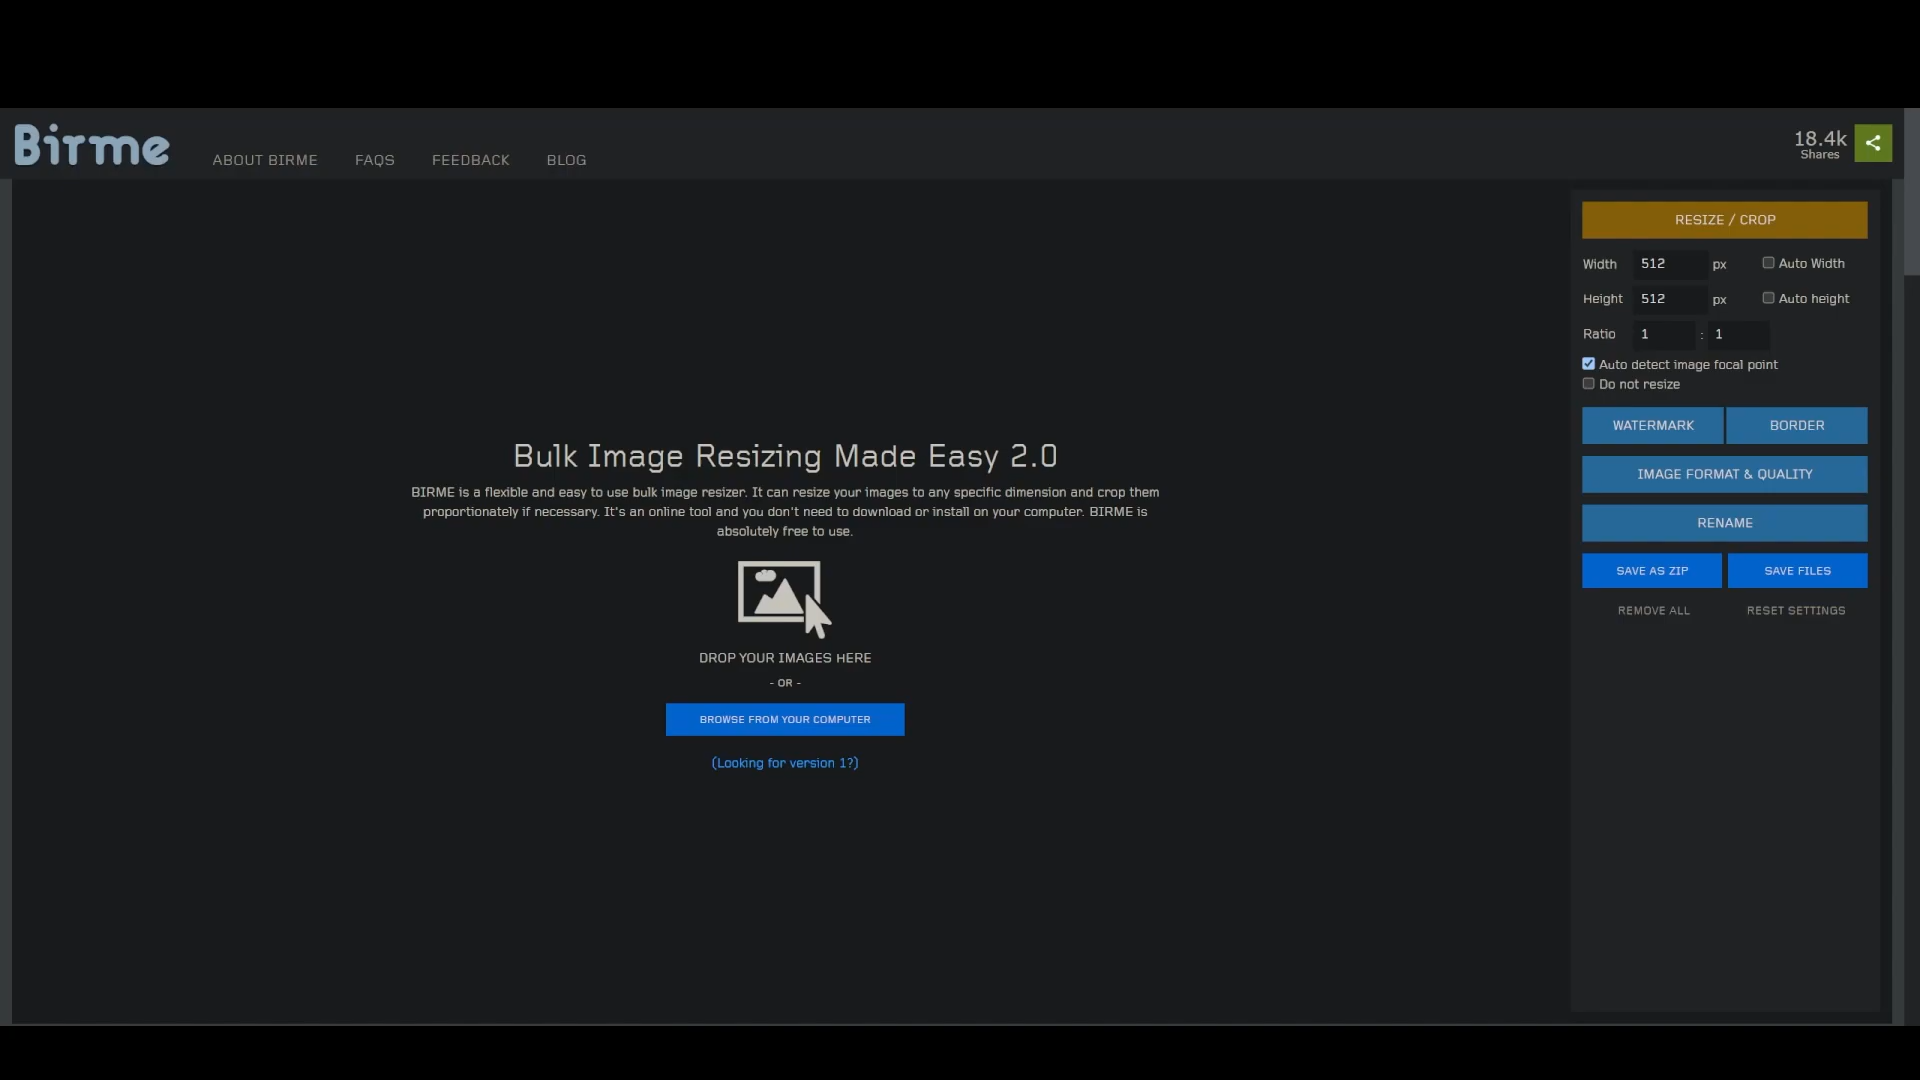 Birme
ABOUT BIRME
FAQS
FEEDBACK
BLOG
18.4k
Shares
RESIZE / CROP
Width 512 px Auto Width
Height 512 px Auto height
Ratio 1 : 1
Auto detect image focal point
Do not resize
WATERMARK
BORDER
IMAGE FORMAT & QUALITY
RENAME
SAVE AS ZIP
SAVE FILES
REMOVE ALL
RESET SETTINGS
Bulk Image Resizing Made Easy 2.0
BIRME is a flexible and easy to use bulk image resizer. It can resize your images to any specific dimension and crop them
proportionately if necessary. It's an online tool and you don't need to download or install on your computer. BIRME is
absolutely free to use.
DROP YOUR IMAGES HERE
- OR -
BROWSE FROM YOUR COMPUTER
(Looking for version 1?)